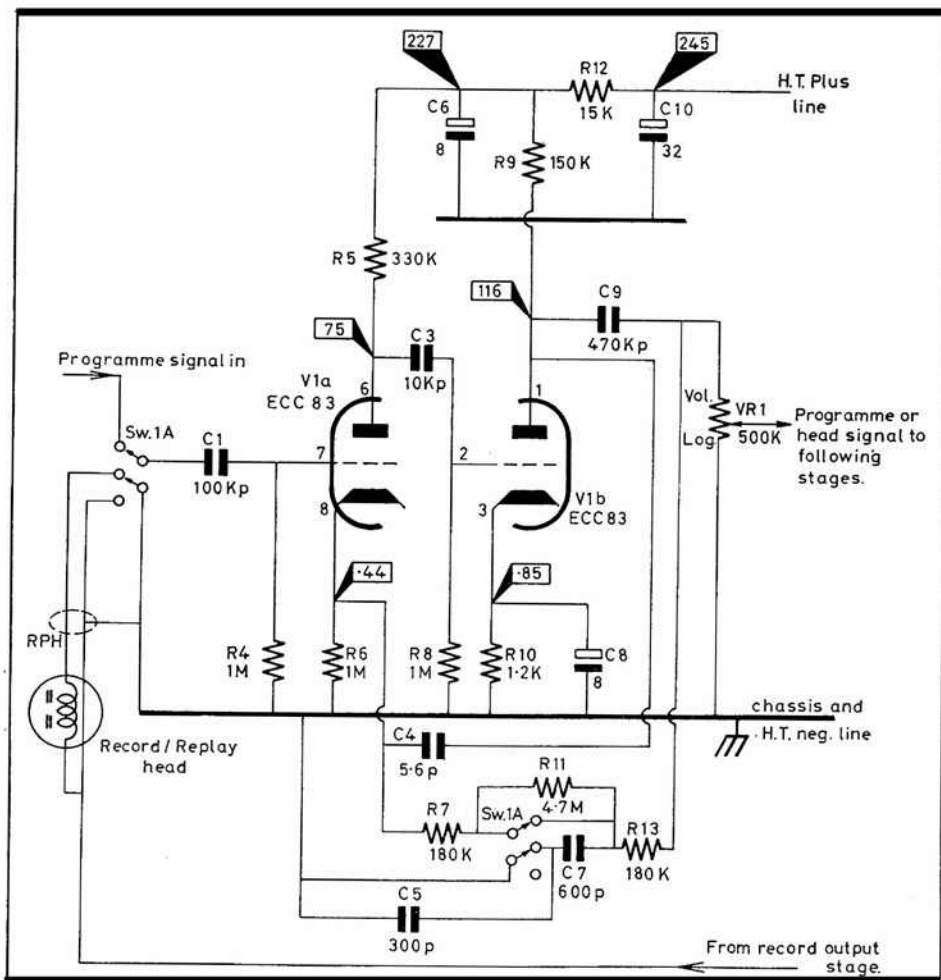 227
245
R12
15K
H.T. Plus
line
C6
8
C10
32
R9
150K
R5
330K
116
C9
470Kp
75
C3
10Kp
Programme signal in
V1a
ECC 83
6
1
Vol.
VR1
Log
500K
Programme or
head signal to
following
stages.
Sw.1A
C1
100Kp
7
2
8
3
V1b
ECC83
·44
·85
RPH
R4
1M
R6
1M
R8
1M
R10
1·2K
C8
8
chassis and
H.T. neg. line
Record / Replay
head
C4
5·6p
R11
4·7M
Sw.1A
R7
180K
R13
180K
C7
600p
C5
300p
From record output
stage.